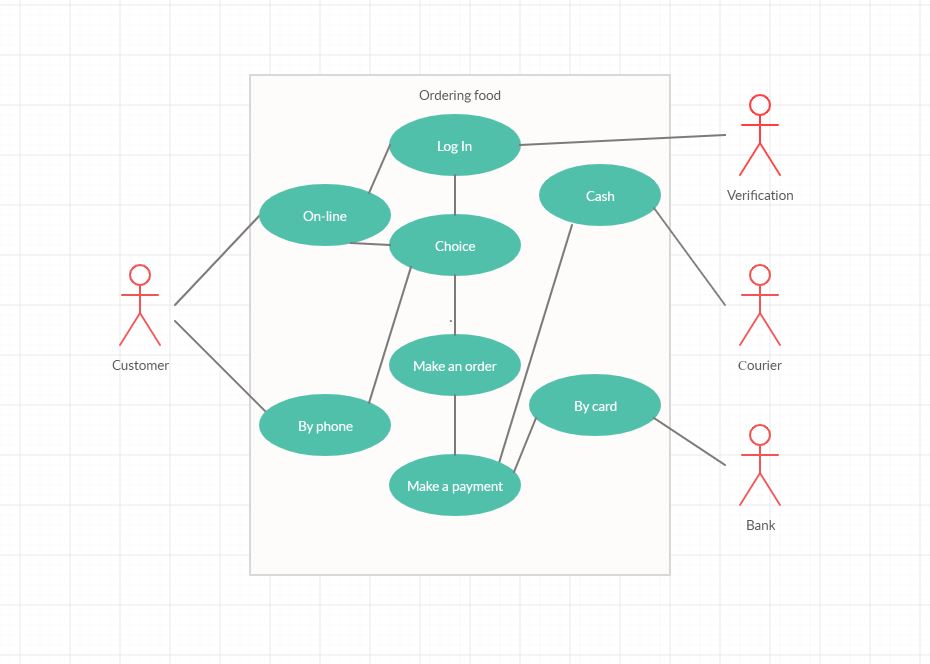 Ordering food
Log In
Verification
Cash
On-line
Choice
Customer
Make an order
Courier
By card
By phone
Make a payment
Bank